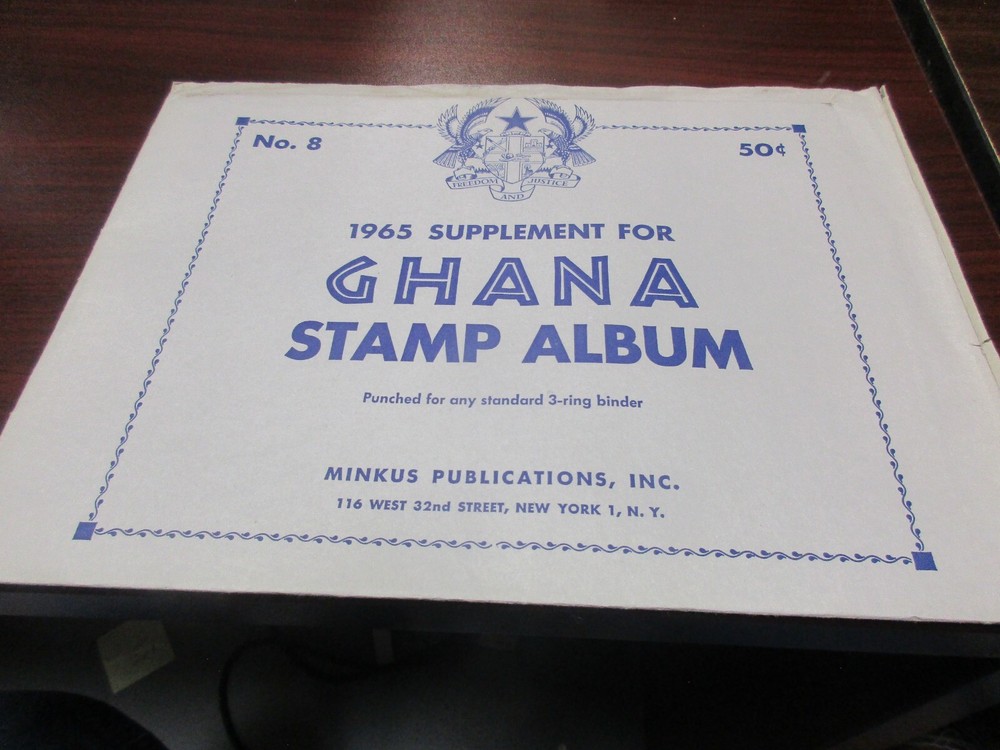 No. 8
50¢
FREEDOM AND JUSTICE
1965 SUPPLEMENT FOR
GHANA
STAMP ALBUM
Punched for any standard 3-ring binder
MINKUS PUBLICATIONS, INC.
116 WEST 32nd STREET, NEW YORK 1, N. Y.